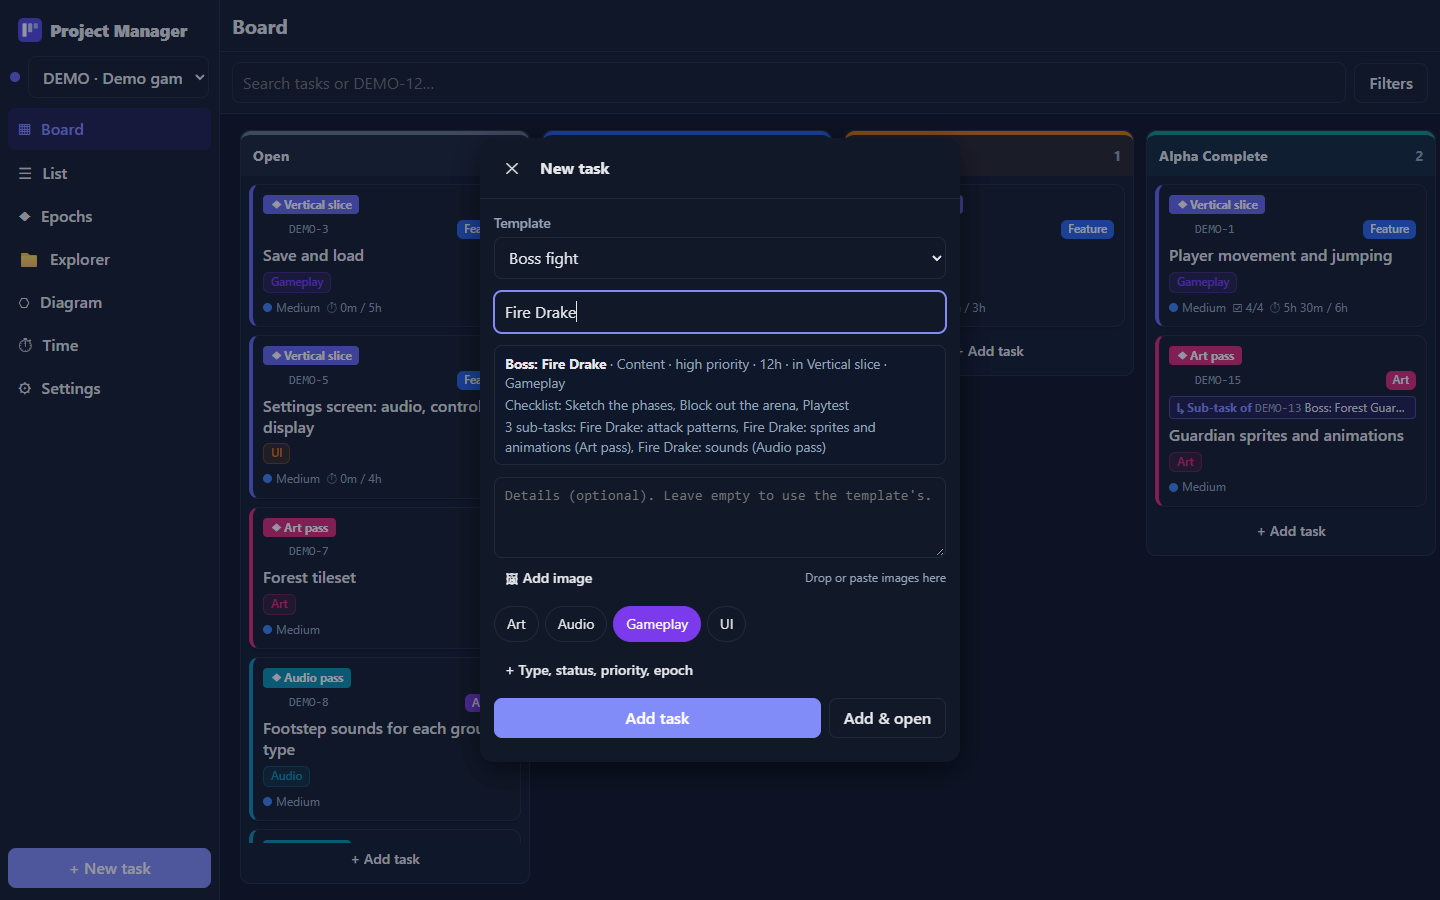 Project Manager
DEMO · Demo gam
Board
List
Epochs
Explorer
Diagram
Time
Settings
+ New task
Board
Search tasks or DEMO-12...
Filters
Open
Vertical slice
DEMO-3
Fea
Save and load
Gameplay
Medium 0m / 5h
Vertical slice
DEMO-5
Fea
Settings screen: audio, control
display
UI
Medium 0m / 4h
Art pass
DEMO-7
Forest tileset
Art
Medium
Audio pass
DEMO-8
A
Footstep sounds for each grou
type
Audio
Medium
+ Add task
1
Feature
/ 3h
Add task
Alpha Complete 2
Vertical slice
DEMO-1
Feature
Player movement and jumping
Gameplay
Medium 4/4 5h 30m / 6h
Art pass
DEMO-15
Art
Sub-task of DEMO-13 Boss: Forest Guar...
Guardian sprites and animations
Art
Medium
+ Add task
New task
Template
Boss fight
Fire Drake
Boss: Fire Drake · Content · high priority · 12h · in Vertical slice ·
Gameplay
Checklist: Sketch the phases, Block out the arena, Playtest
3 sub-tasks: Fire Drake: attack patterns, Fire Drake: sprites and
animations (Art pass), Fire Drake: sounds (Audio pass)
Details (optional). Leave empty to use the template's.
Add image
Drop or paste images here
Art Audio Gameplay UI
+ Type, status, priority, epoch
Add task
Add & open